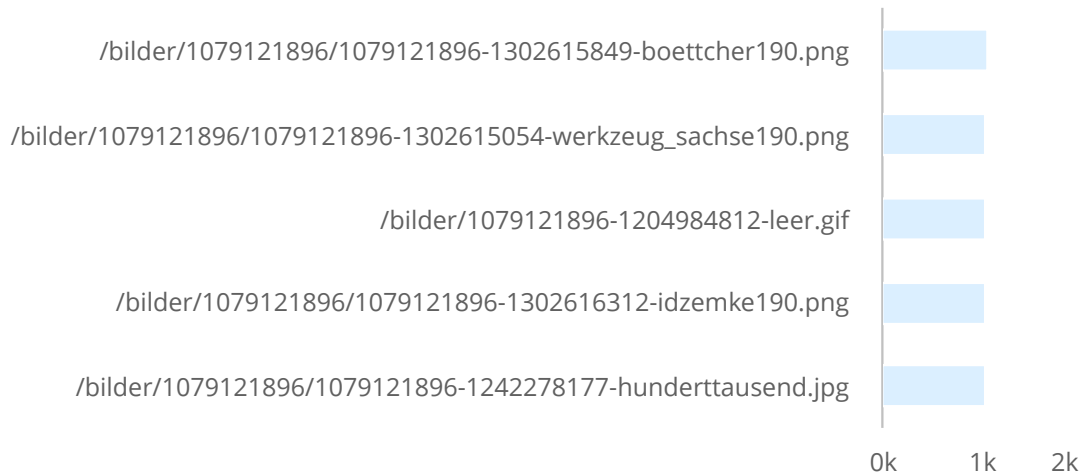 /bilder/1079121896/1079121896-1302615849-boettcher190.png
/bilder/1079121896/1079121896-1302615054-werkzeug_sachse190.png
/bilder/1079121896-1204984812-leer.gif
/bilder/1079121896/1079121896-1302616312-idzemke190.png
/bilder/1079121896/1079121896-1242278177-hunderttausend.jpg
0k 1k 2k